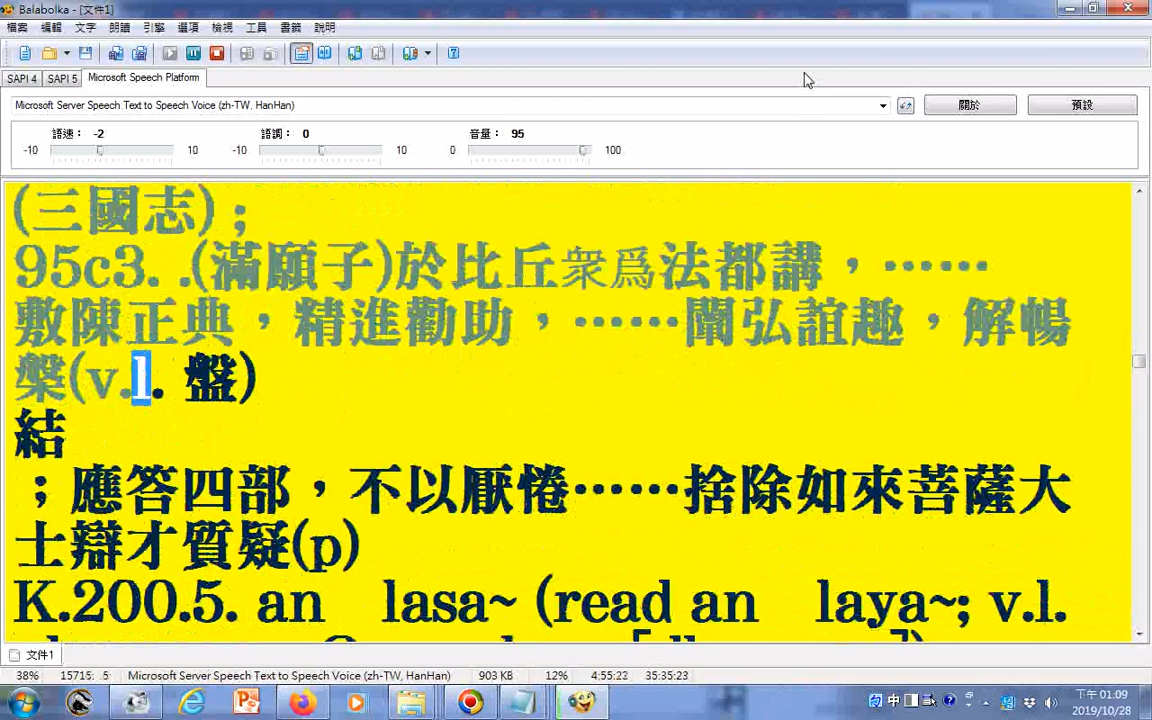 Balabolka - [文件1]
檔案 編輯 文字 朗讀 引擎 選項 檢視 工具 書籤 說明
SAPI 4 SAPI 5 Microsoft Speech Platform
Microsoft Server Speech Text to Speech Voice (zh-TW, HanHan) 關於 預設
語速： -2 語調： 0 音量： 95
-10 10 -10 10 0 100
(三國志)；
95c3. .(滿願子)於比丘衆爲法都講，……
敷陳正典，精進勸助，……闡弘誼趣，解暢
槃(v.l. 盤)
結
；應答四部，不以厭惓……捨除如來菩薩大
士辯才質疑(p)
K.200.5. an lasa~ (read an laya~; v.l.
文件1
38% 15715: .5 Microsoft Server Speech Text to Speech Voice (zh-TW, HanHan) 903 KB 12% 4:55:22 35:35:23
中 下午 01:09
2019/10/28